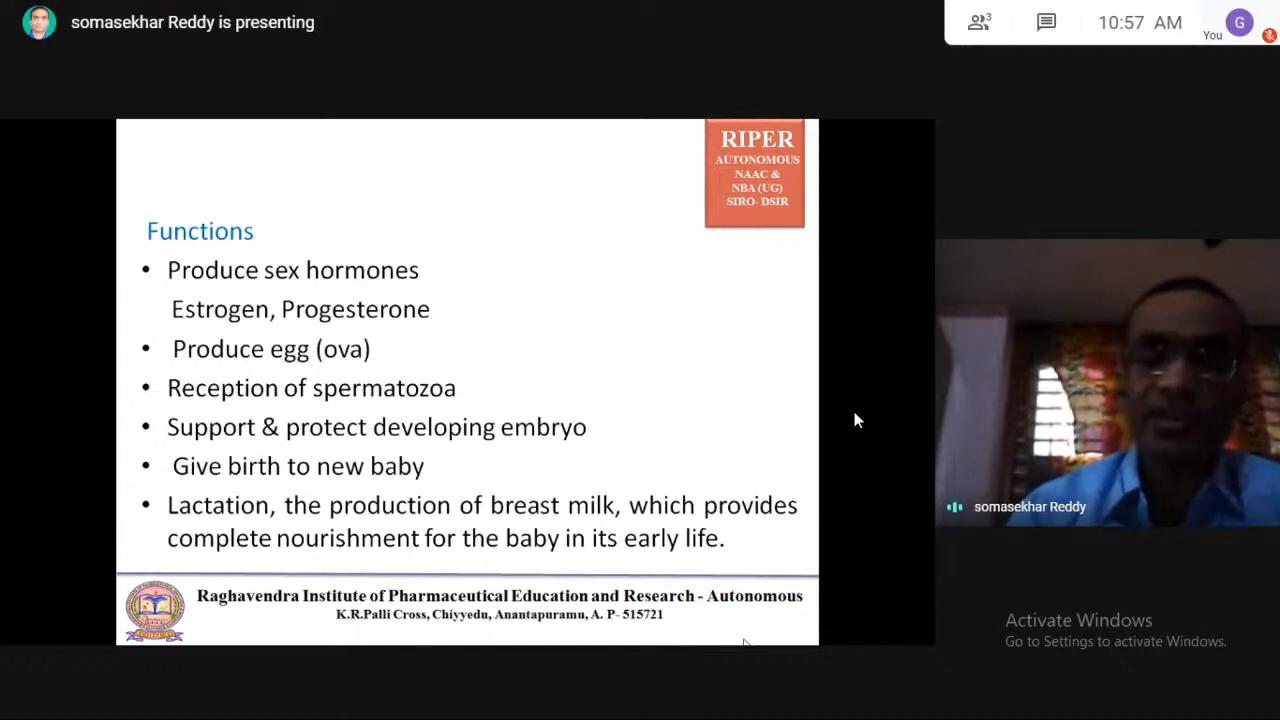 somasekhar Reddy is presenting
3
10:57 AM
You
G
RIPER
AUTONOMOUS
NAAC &
NBA (UG)
SIRO- DSIR
Functions
• Produce sex hormones
Estrogen, Progesterone
• Produce egg (ova)
• Reception of spermatozoa
• Support & protect developing embryo
• Give birth to new baby
• Lactation, the production of breast milk, which provides
complete nourishment for the baby in its early life.
somasekhar Reddy
Raghavendra Institute of Pharmaceutical Education and Research - Autonomous
K.R.Palli Cross, Chiyyedu, Anantapuramu, A. P- 515721
Activate Windows
Go to Settings to activate Windows.